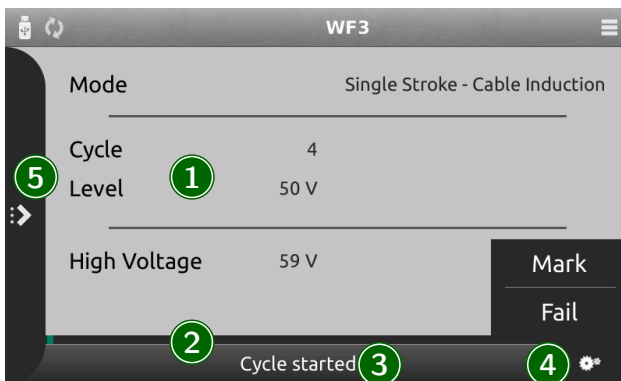 WF3
Mode Single Stroke - Cable Induction
Cycle 4
5
1
Level 50 V
High Voltage 59 V
Mark
Fail
2
Cycle started 3
4